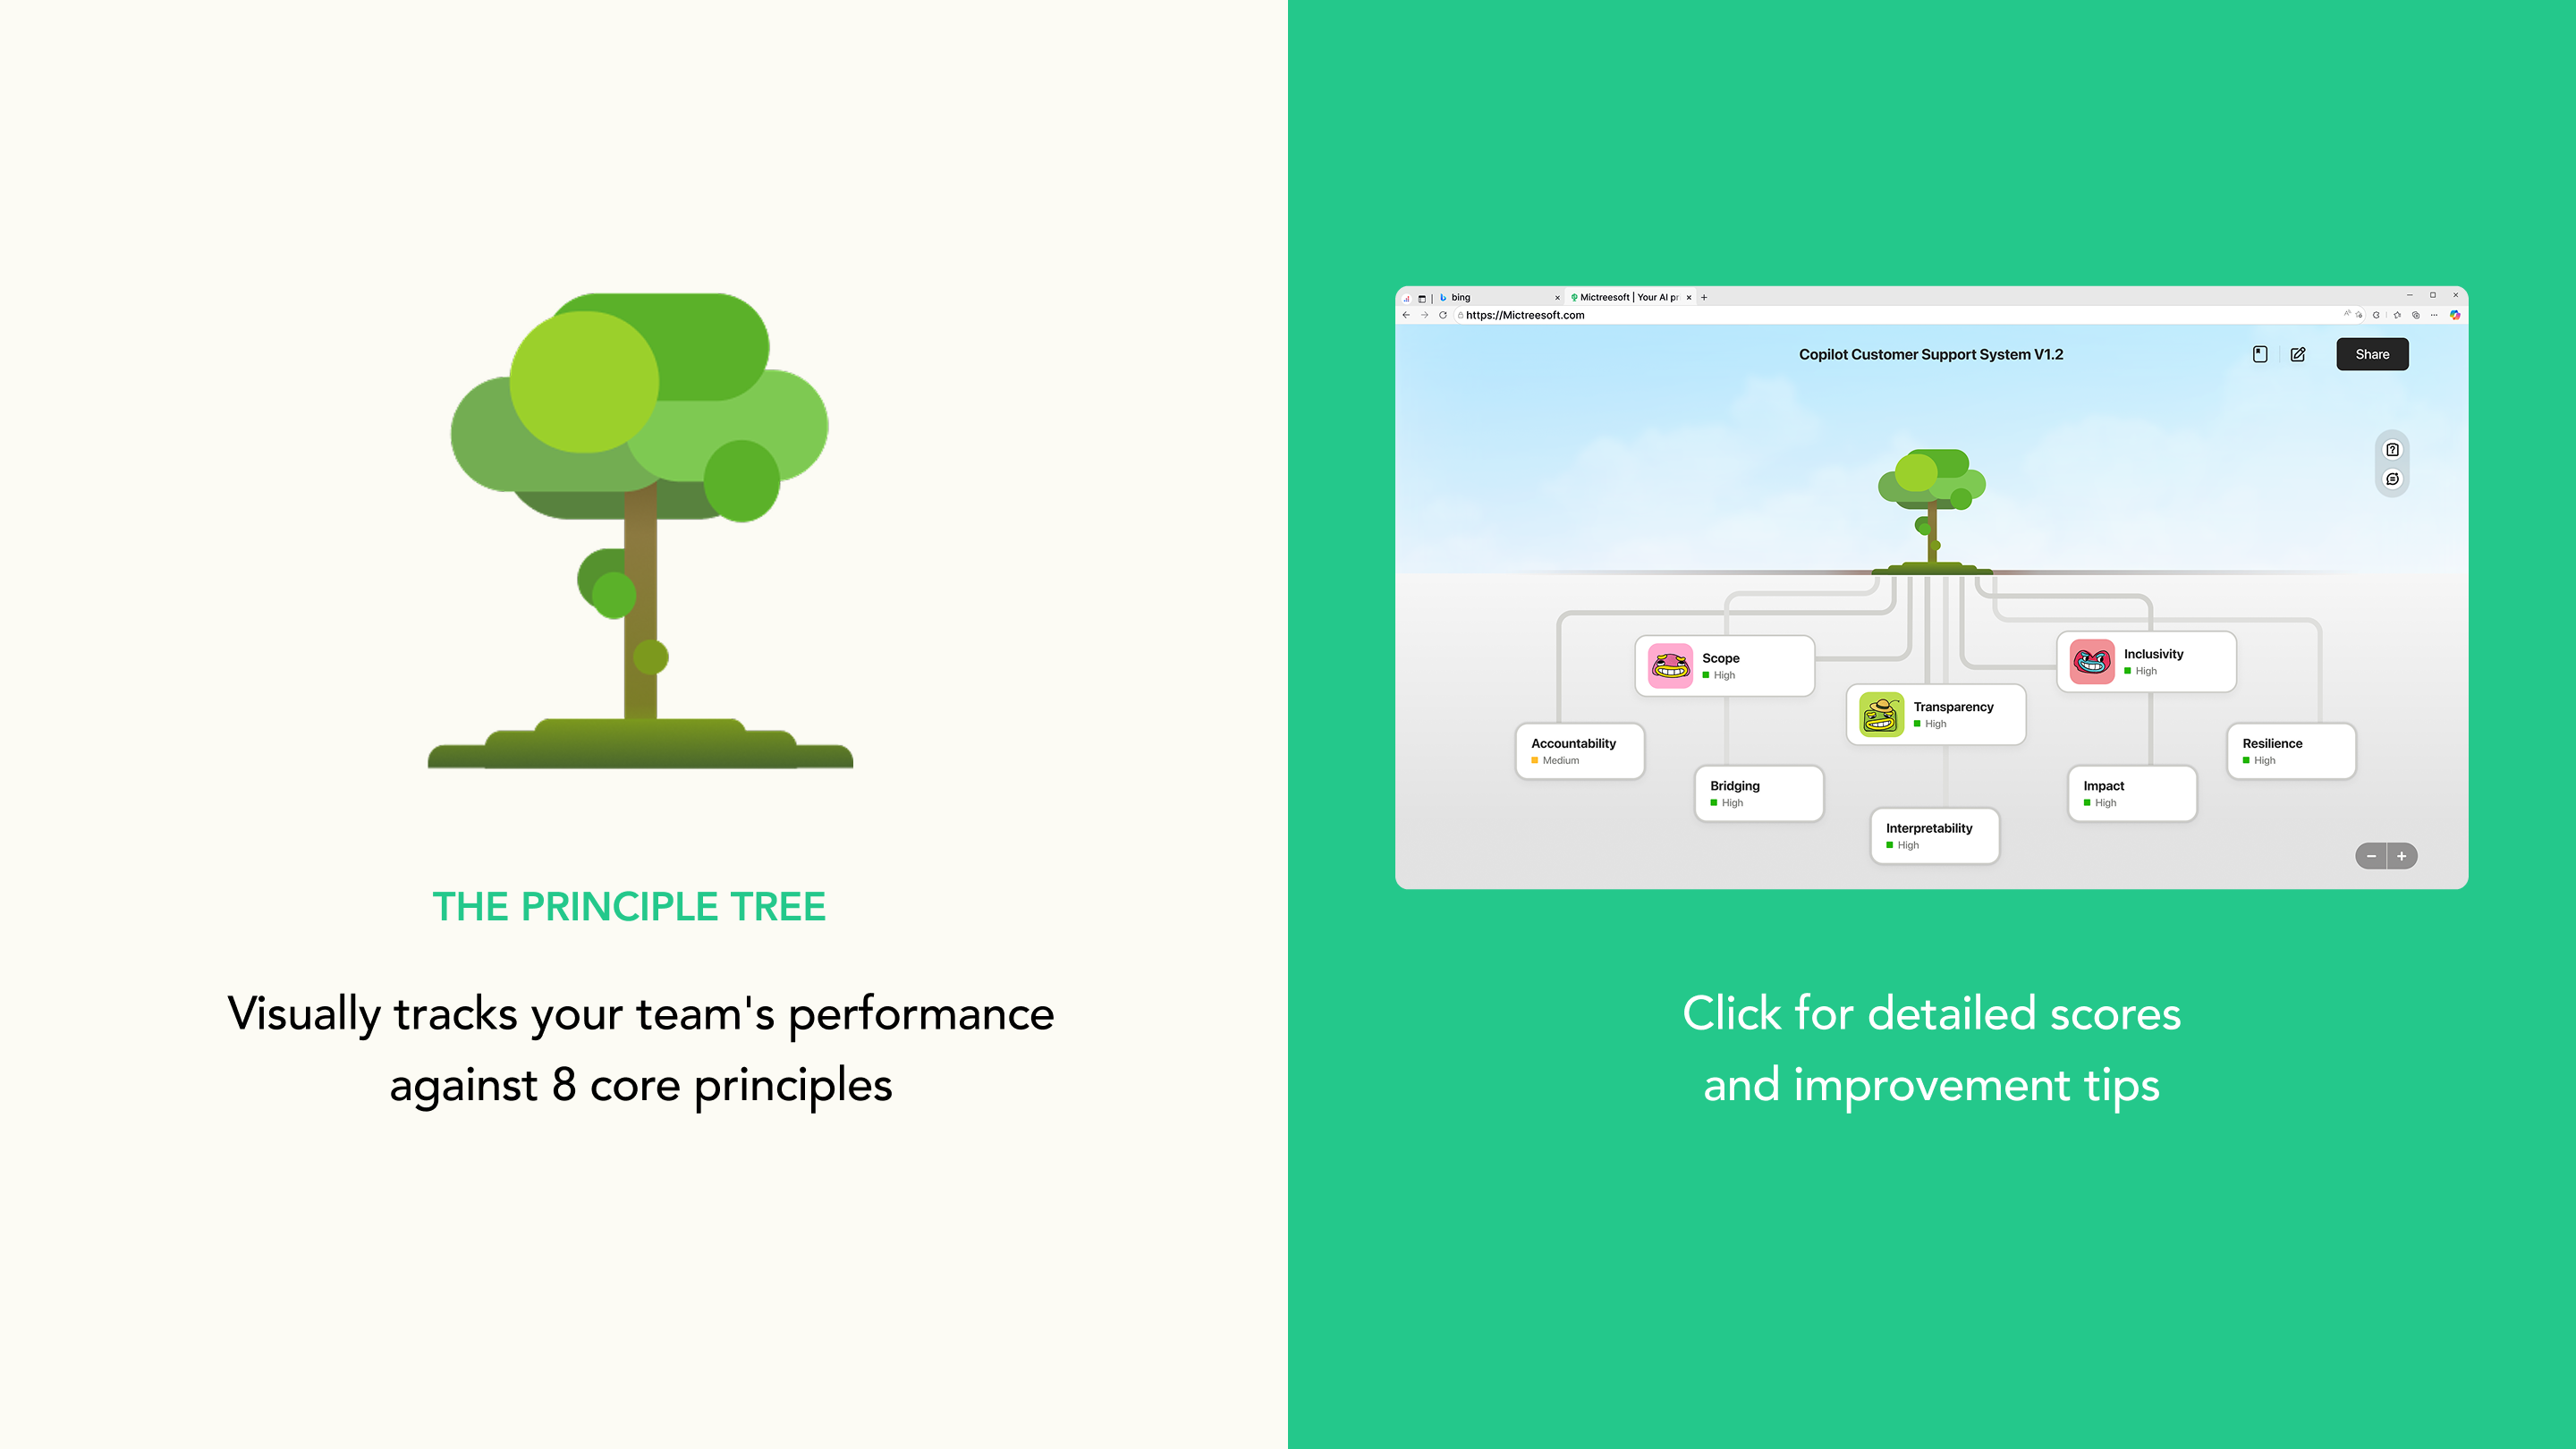 THE PRINCIPLE TREE
Visually tracks your team's performance
against 8 core principles
bing
Mictreesoft | Your AI pr
https://Mictreesoft.com
Copilot Customer Support System V1.2
Share
Scope
High
Inclusivity
High
Transparency
High
Accountability
Medium
Resilience
High
Bridging
High
Impact
High
Interpretability
High
Click for detailed scores
and improvement tips